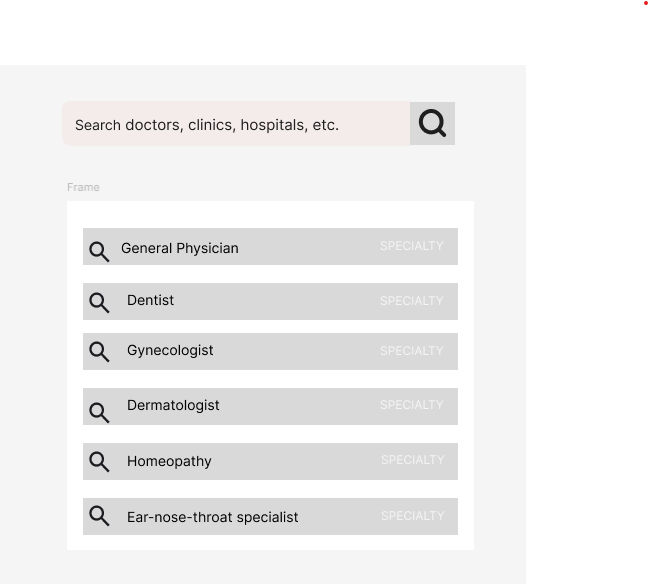 Search doctors, clinics, hospitals, etc.
Frame
General Physician SPECIALTY
Dentist SPECIALTY
Gynecologist SPECIALTY
Dermatologist SPECIALTY
Homeopathy SPECIALTY
Ear-nose-throat specialist SPECIALTY